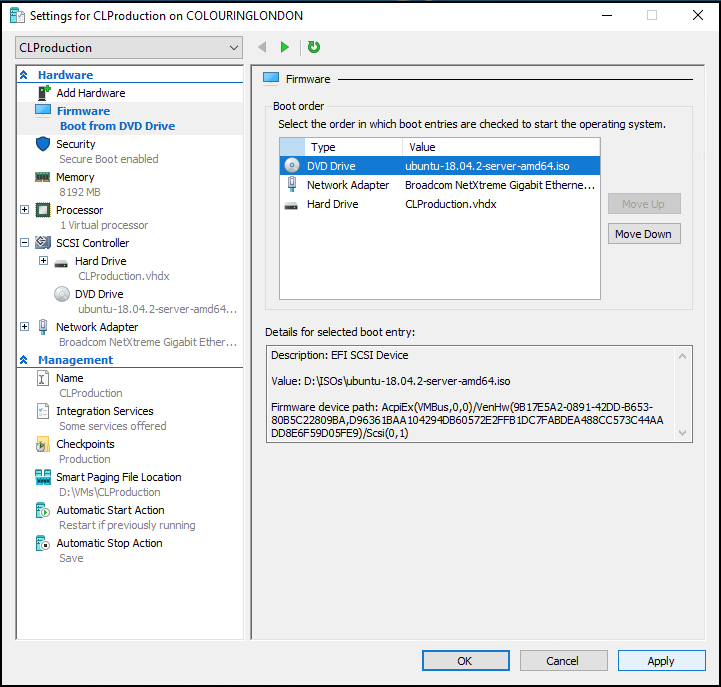 Settings for CLProduction on COLOURINGLONDON
CLProduction
Hardware
Add Hardware
Firmware
Boot from DVD Drive
Security
Secure Boot enabled
Memory
8192 MB
Processor
1 Virtual processor
SCSI Controller
Hard Drive
CLProduction.vhdx
DVD Drive
ubuntu-18.04.2-server-amd64...
Network Adapter
Broadcom NetXtreme Gigabit Ether...
Management
Name
CLProduction
Integration Services
Some services offered
Checkpoints
Production
Smart Paging File Location
D:\VMs\CLProduction
Automatic Start Action
Restart if previously running
Automatic Stop Action
Save
Firmware
Boot order
Select the order in which boot entries are checked to start the operating system.
Type Value
DVD Drive ubuntu-18.04.2-server-amd64.iso
Network Adapter Broadcom NetXtreme Gigabit Etherne...
Hard Drive CLProduction.vhdx
Move Up
Move Down
Details for selected boot entry:
Description: EFI SCSI Device
Value: D:\ISOs\ubuntu-18.04.2-server-amd64.iso
Firmware device path: AcpiEx(VMBus,0,0)/VenHw(9B17E5A2-0891-42DD-B653-
80B5C22809BA,D96361BAA104294DB60572E2FFB1DC7FABDEA488CC573C44AA
DD8E6F59D05FE9)/Scsi(0,1)
OK
Cancel
Apply